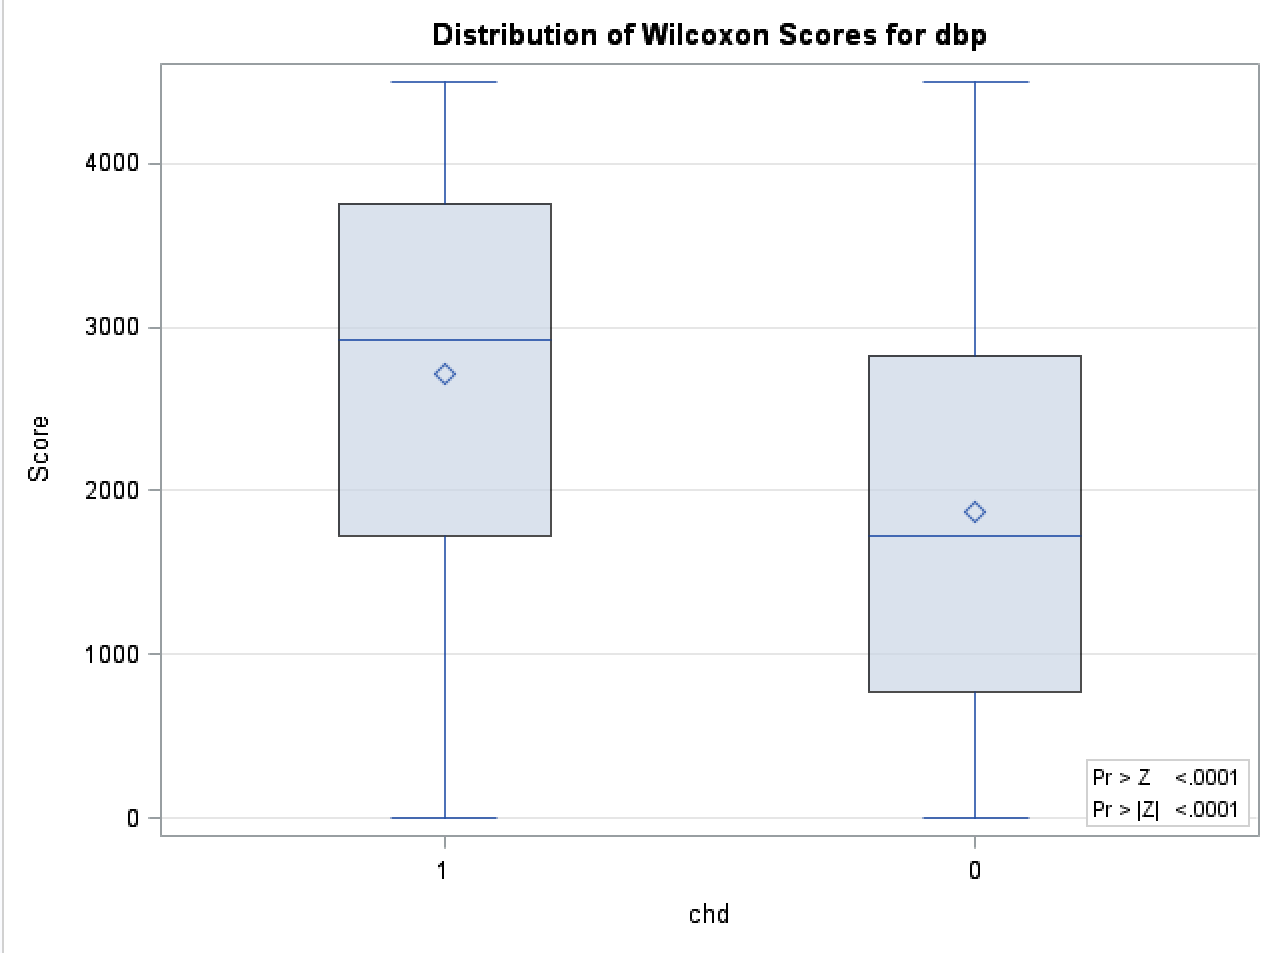 Distribution of Wilcoxon Scores for dbp
4000
3000
2000
1000
0
Score
Pr > Z <.0001
Pr > |Z| <.0001
1 0
chd